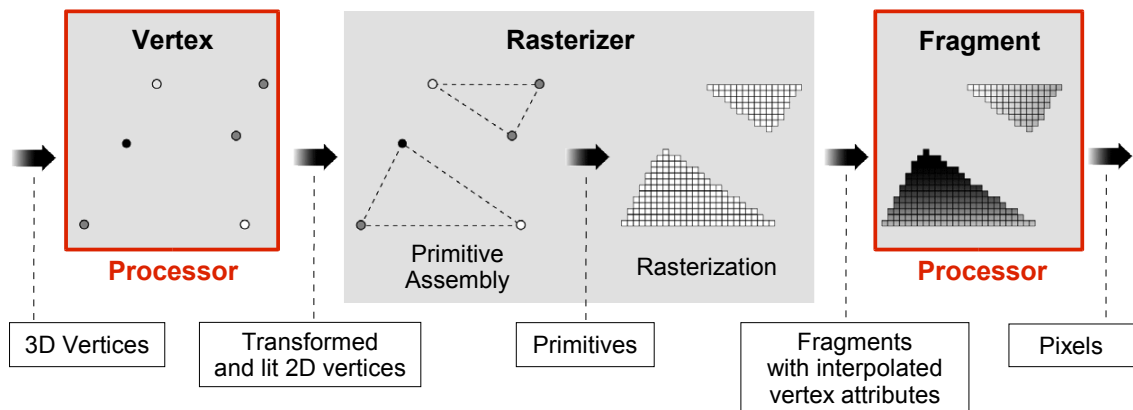 Vertex
Rasterizer
Fragment
Primitive
Assembly
Rasterization
Processor
Processor
3D Vertices
Transformed
and lit 2D vertices
Primitives
Fragments
with interpolated
vertex attributes
Pixels